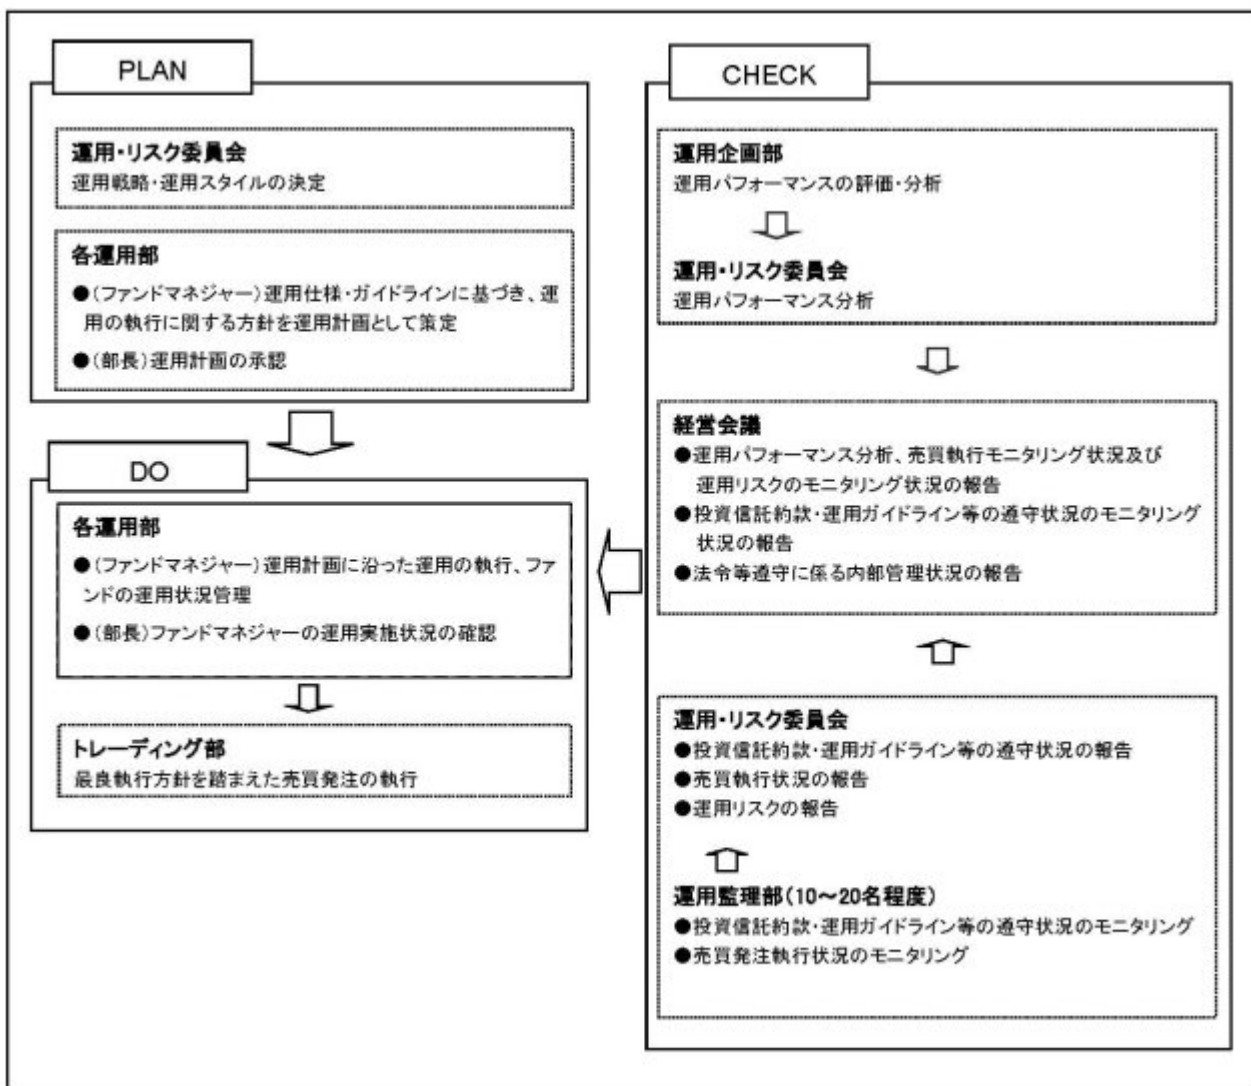 PLAN
運用・リスク委員会
運用戦略・運用スタイルの決定
各運用部
●(ファンドマネジャー)運用仕様・ガイドラインに基づき、運
用の執行に関する方針を運用計画として策定
●(部長)運用計画の承認
DO
各運用部
●(ファンドマネジャー)運用計画に沿った運用の執行、ファ
ンドの運用状況管理
●(部長)ファンドマネジャーの運用実施状況の確認
トレーディング部
最良執行方針を踏まえた売買発注の執行
CHECK
運用企画部
運用パフォーマンスの評価・分析
運用・リスク委員会
運用パフォーマンス分析
経営会議
●運用パフォーマンス分析、売買執行モニタリング状況及び
運用リスクのモニタリング状況の報告
●投資信託約款・運用ガイドライン等の遵守状況のモニタリング
状況の報告
●法令等遵守に係る内部管理状況の報告
運用・リスク委員会
●投資信託約款・運用ガイドライン等の遵守状況の報告
●売買執行状況の報告
●運用リスクの報告
運用監理部(10~20名程度)
●投資信託約款・運用ガイドライン等の遵守状況のモニタリング
●売買発注執行状況のモニタリング